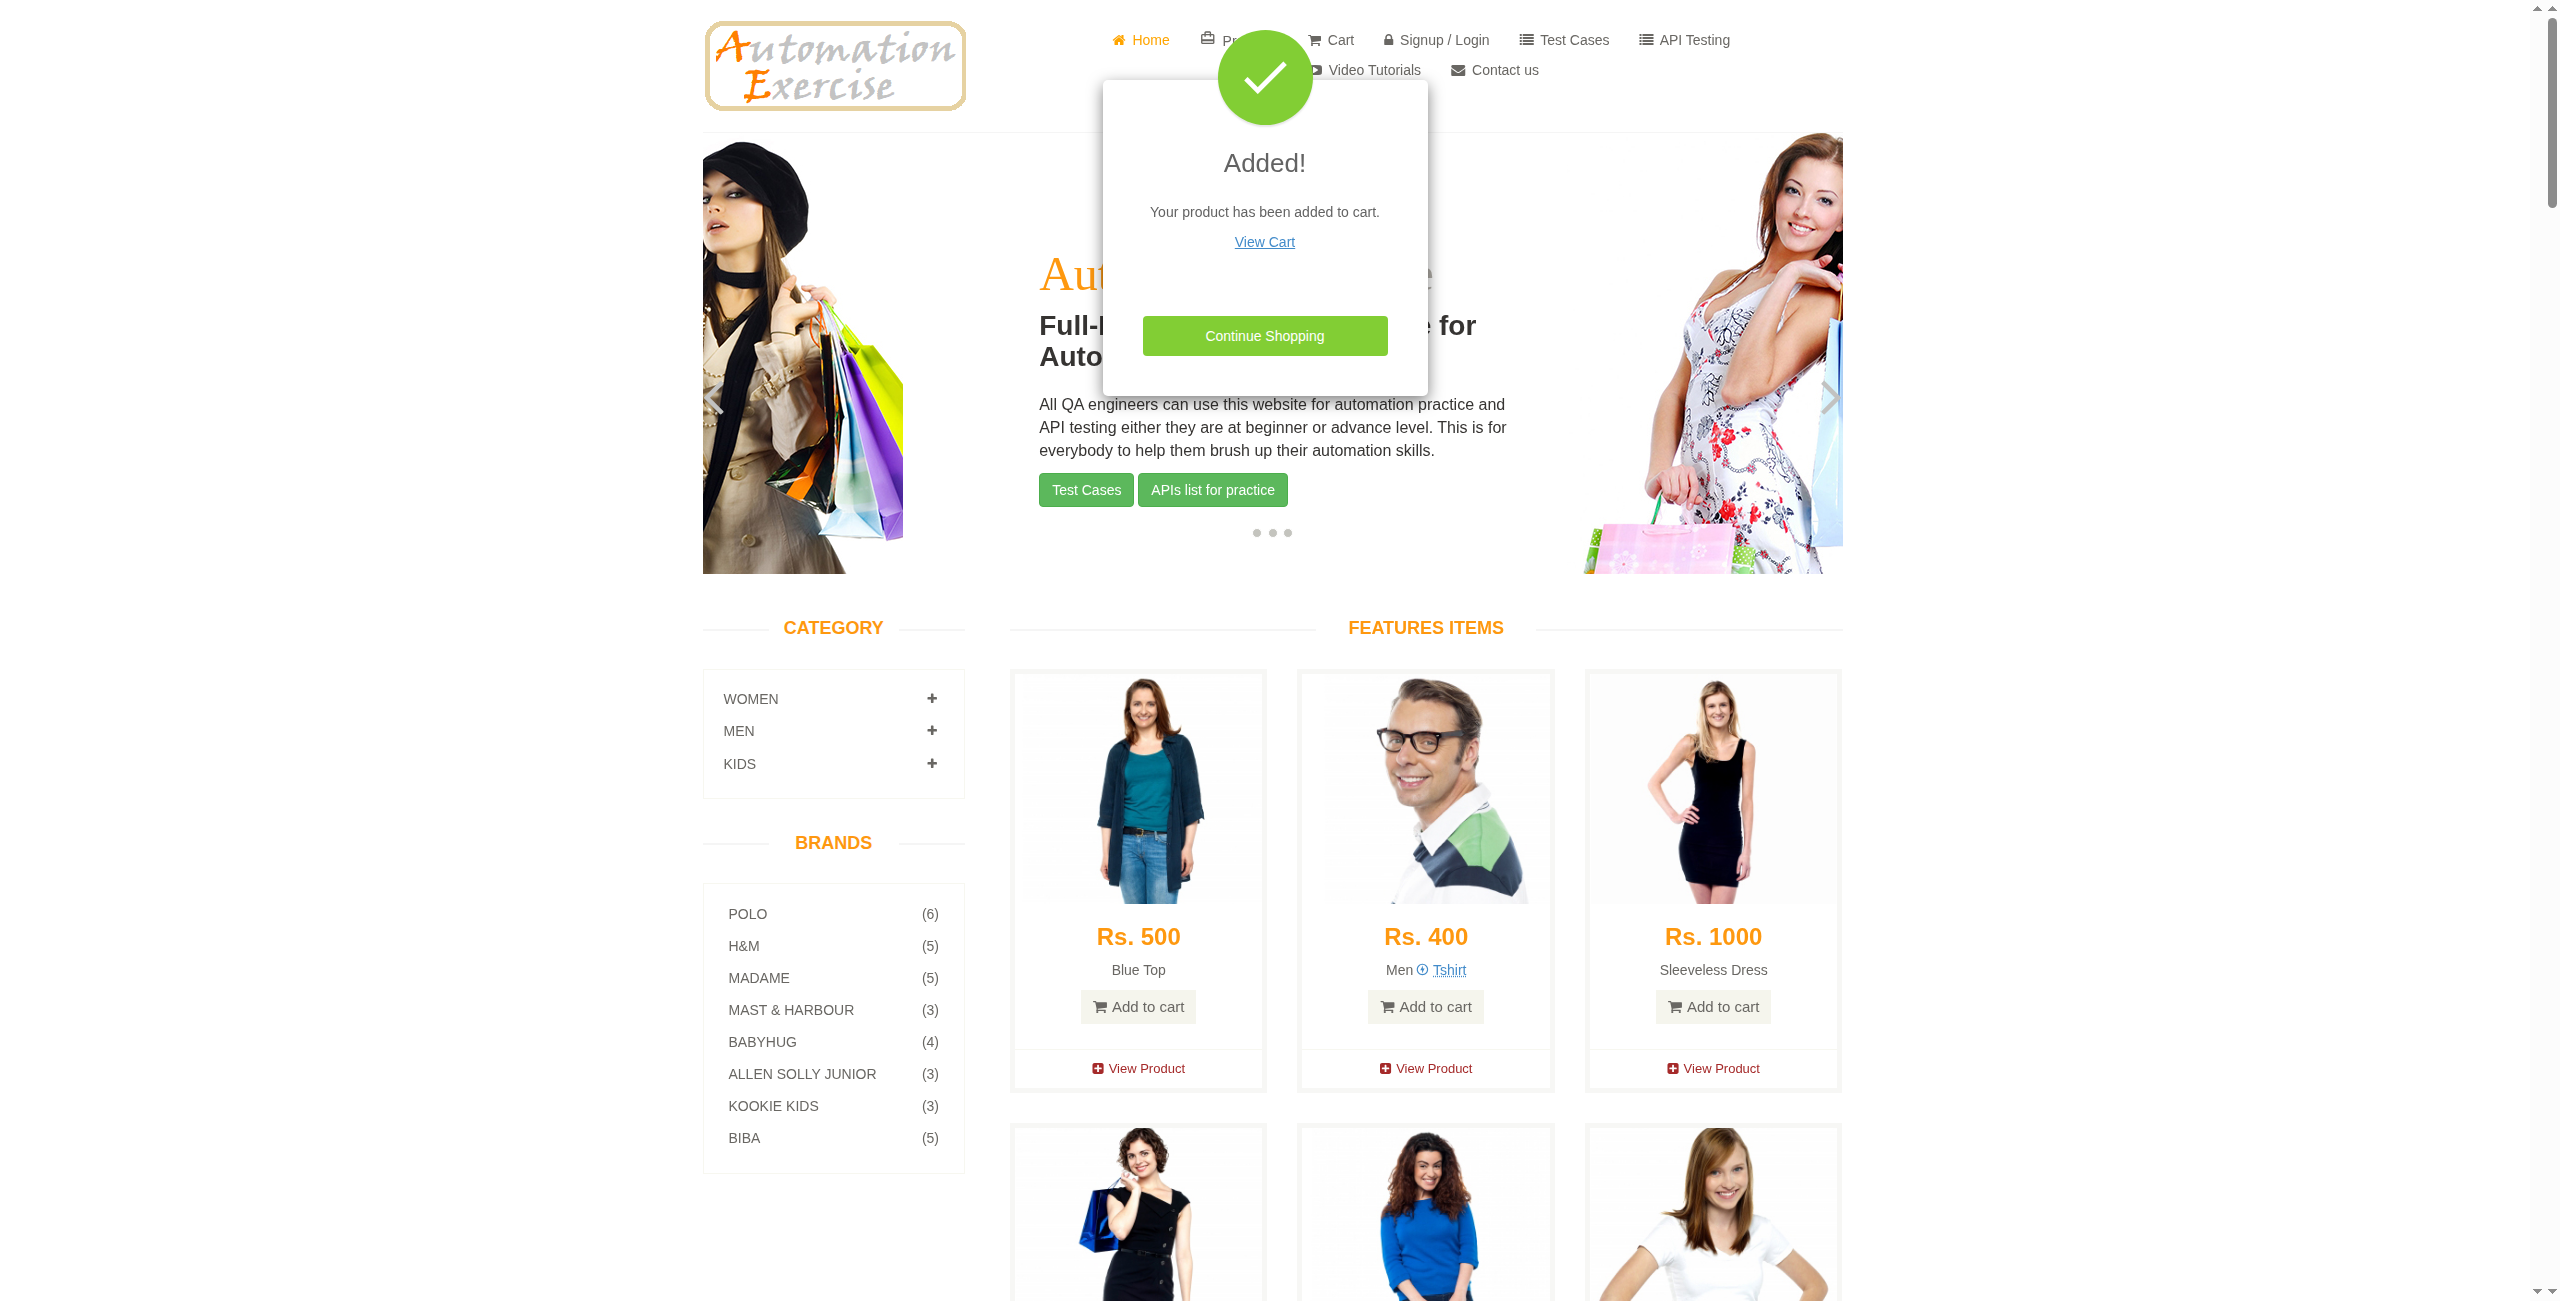 Automation
Exercise
Home
Pr
Cart
Signup / Login
Test Cases
API Testing
Video Tutorials
Contact us
Added!
Your product has been added to cart.
View Cart
Continue Shopping
Aut e
Full- e for
Auto
All QA engineers can use this website for automation practice and
API testing either they are at beginner or advance level. This is for
everybody to help them brush up their automation skills.
Test Cases
APIs list for practice
CATEGORY
WOMEN
MEN
KIDS
BRANDS
POLO (6)
H&M (5)
MADAME (5)
MAST & HARBOUR (3)
BABYHUG (4)
ALLEN SOLLY JUNIOR (3)
KOOKIE KIDS (3)
BIBA (5)
FEATURES ITEMS
Rs. 500
Blue Top
Add to cart
View Product
Rs. 400
Men Tshirt
Add to cart
View Product
Rs. 1000
Sleeveless Dress
Add to cart
View Product